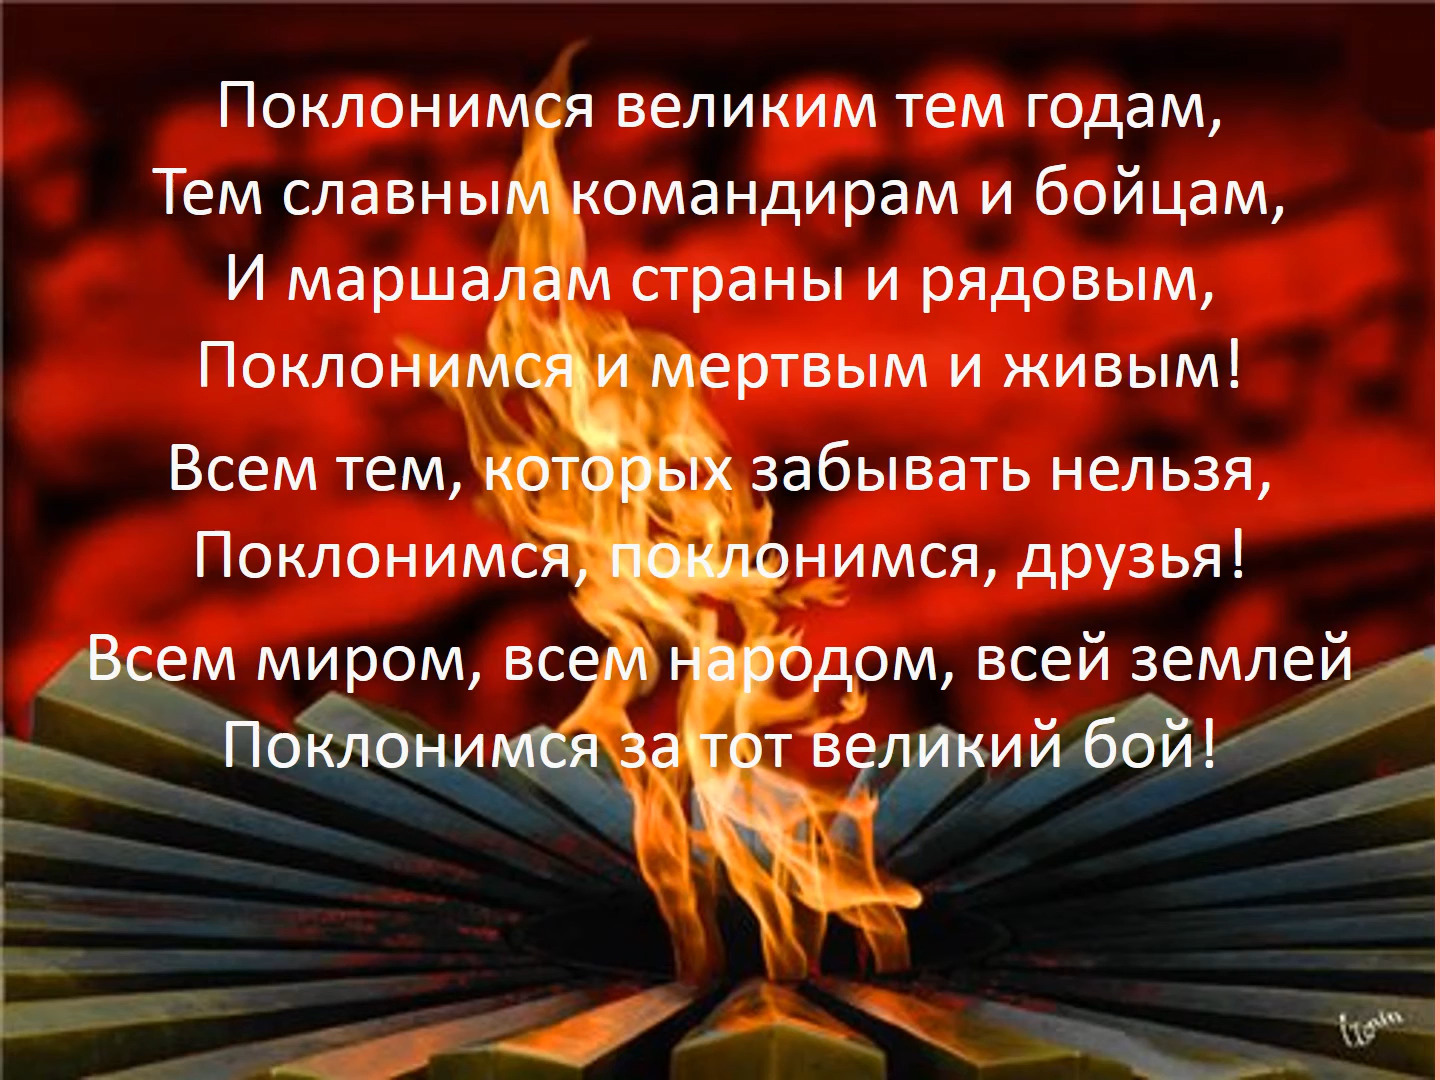 Поклонимся великим тем годам,
Тем славным командирам и бойцам,
И маршалам страны и рядовым,
Поклонимся и мертвым и живым!
Всем тем, которых забывать нельзя,
Поклонимся, поклонимся, друзья!
Всем миром, всем народом, всей землей
Поклонимся за тот великий бой!